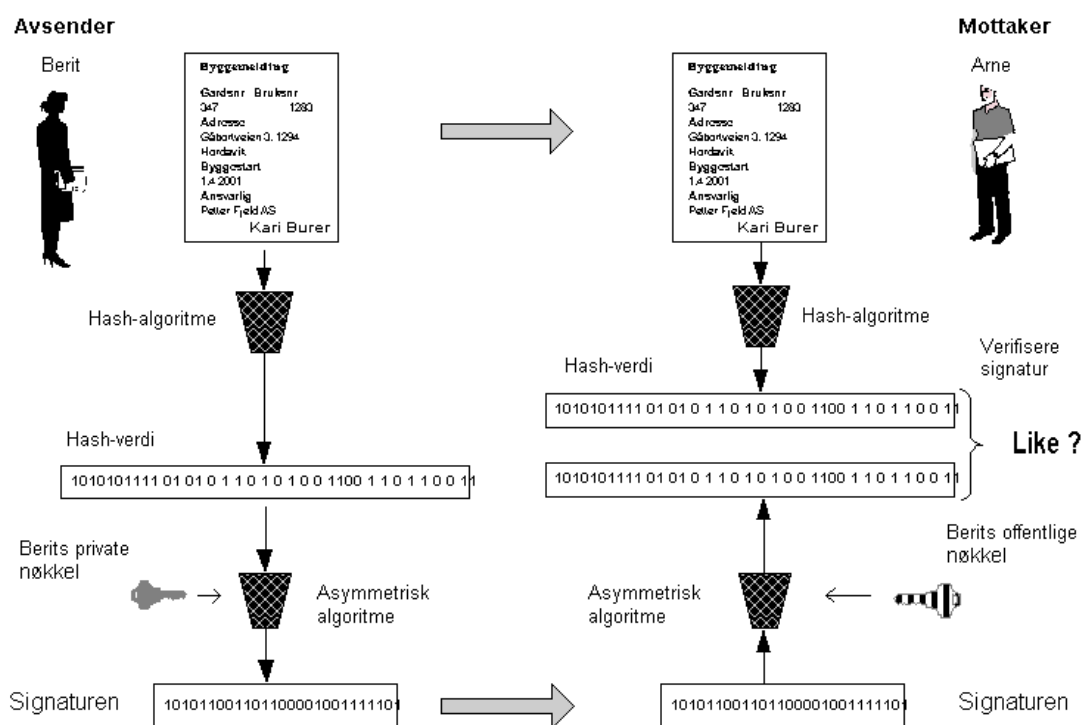 Avsender
Berit
Byggemelding
Gardsnr Bruksnr
347 1283
Adresse
Gåbortveien 3, 1294
Hordavik
Byggestart
1.4 2001
Ansvarlig
Petter Fjeld AS
Kari Burer
Hash-algoritme
Hash-verdi
1010101111 01 01 0 1 1 0 1 0 1 0 0 1100 1 1 0 1 1 0 0 11
Berits private
nøkkel
Asymmetrisk
algoritme
Signaturen
1010110011011000010011111101
Mottaker
Arne
Byggemelding
Gardsnr Bruksnr
347 1283
Adresse
Gåbortveien 3, 1294
Hordavik
Byggestart
1.4 2001
Ansvarlig
Petter Fjeld AS
Kari Burer
Hash-algoritme
Verifisere
signatur
Hash-verdi
1010101111 01 01 0 1 1 0 1 0 1 0 0 1100 1 1 0 1 1 0 0 11
Like ?
1010101111 01 01 0 1 1 0 1 0 1 0 0 1100 1 1 0 1 1 0 0 11
Berits offentlige
nøkkel
Asymmetrisk
algoritme
1010110011011000010011111101
Signaturen